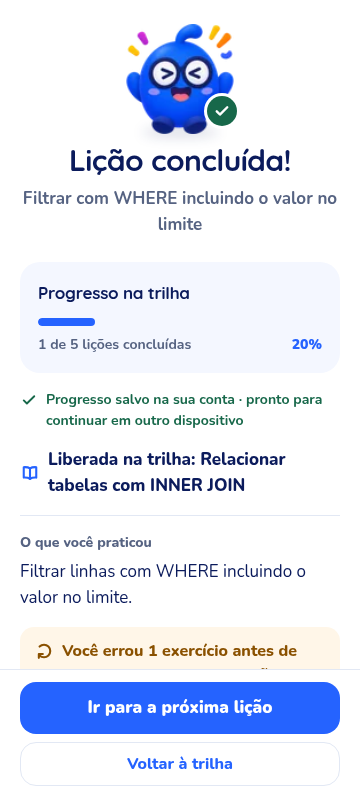 Lição concluída!
Filtrar com WHERE incluindo o valor no
limite
Progresso na trilha
1 de 5 lições concluídas
20%
Progresso salvo na sua conta · pronto para
continuar em outro dispositivo
Liberada na trilha: Relacionar
tabelas com INNER JOIN
O que você praticou
Filtrar linhas com WHERE incluindo o
valor no limite.
Você errou 1 exercício antes de
Ir para a próxima lição
Voltar à trilha